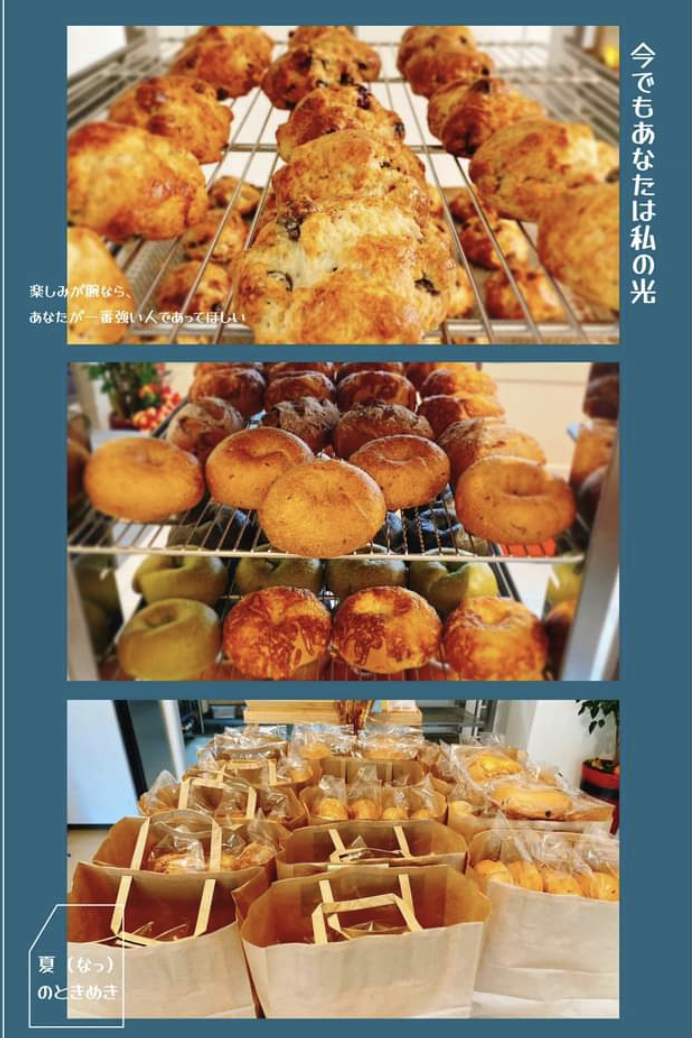 今でもあなたは私の光
楽しみが腕なら、
あなたが一番強い人であってほしい
夏（なっ）
のときめき